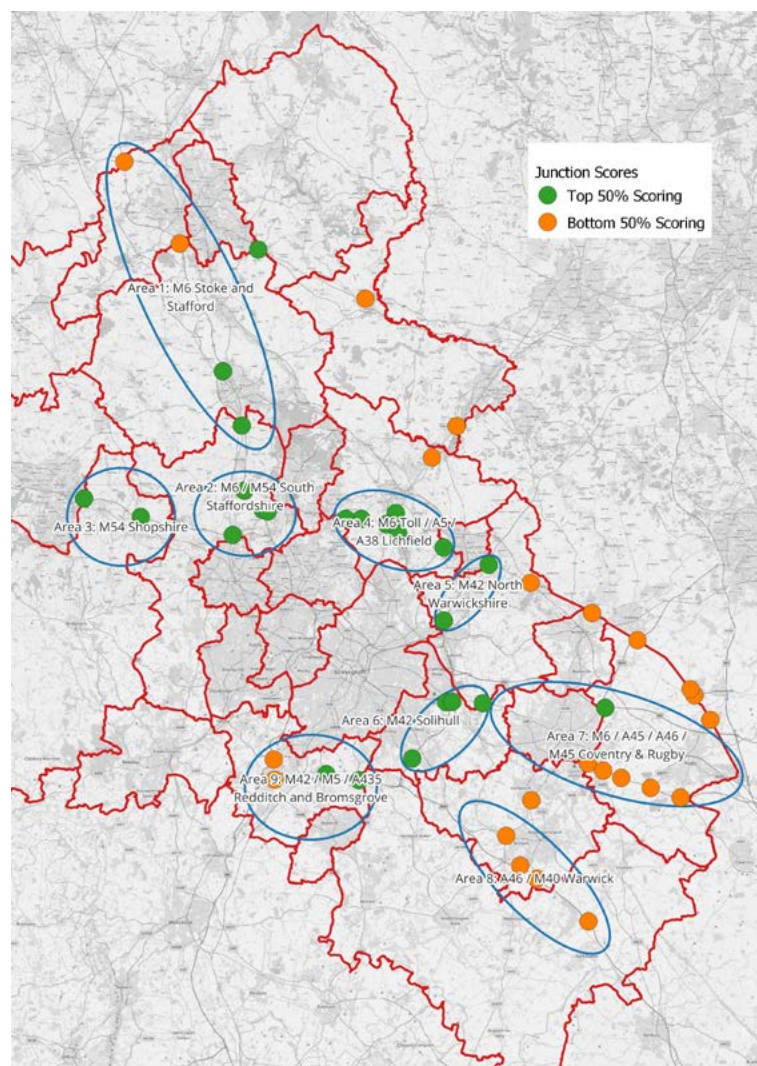 Junction Scores
Top 50% Scoring
Bottom 50% Scoring
Area 1: M6 Stoke and
Stafford
Area 2: M6 / M54 South
Staffordshire
Area 3: M54 Shopshire
Area 4: M6 Toll / A5 /
A38 Lichfield
Area 5: M42 North
Warwickshire
Area 6: M42 Solihull
Area 7: M6 / A45 / A46 /
M45 Coventry & Rugby
Area 9: M42 / M5 / A435
Redditch and Bromsgrove
Area 8: A46 / M40 Warwick